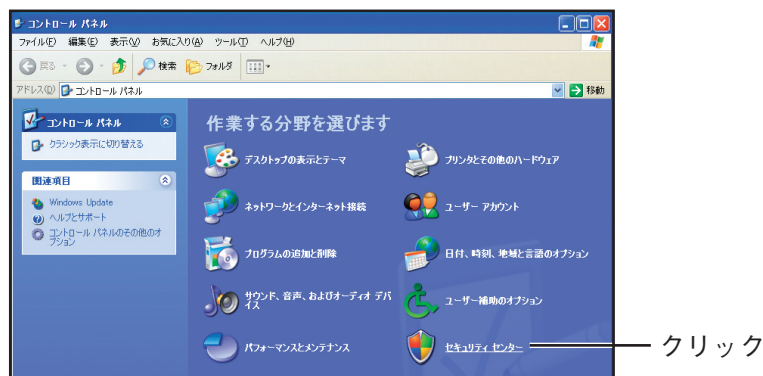 コントロール パネル
ファイル(F) 編集(E) 表示(V) お気に入り(A) ツール(T) ヘルプ(H)
戻る 検索 フォルダ
アドレス(D) コントロール パネル 移動
コントロール パネル
クラシック表示に切り替える
関連項目
Windows Update
ヘルプとサポート
コントロール パネルのその他のオ
プション
作業する分野を選びます
デスクトップの表示とテーマ
プリンタとその他のハードウェア
ネットワークとインターネット接続
ユーザー アカウント
プログラムの追加と削除
日付、時刻、地域と言語のオプション
サウンド、音声、およびオーディオ デバ
イス
ユーザー補助のオプション
パフォーマンスとメンテナンス
セキュリティ センター
クリック